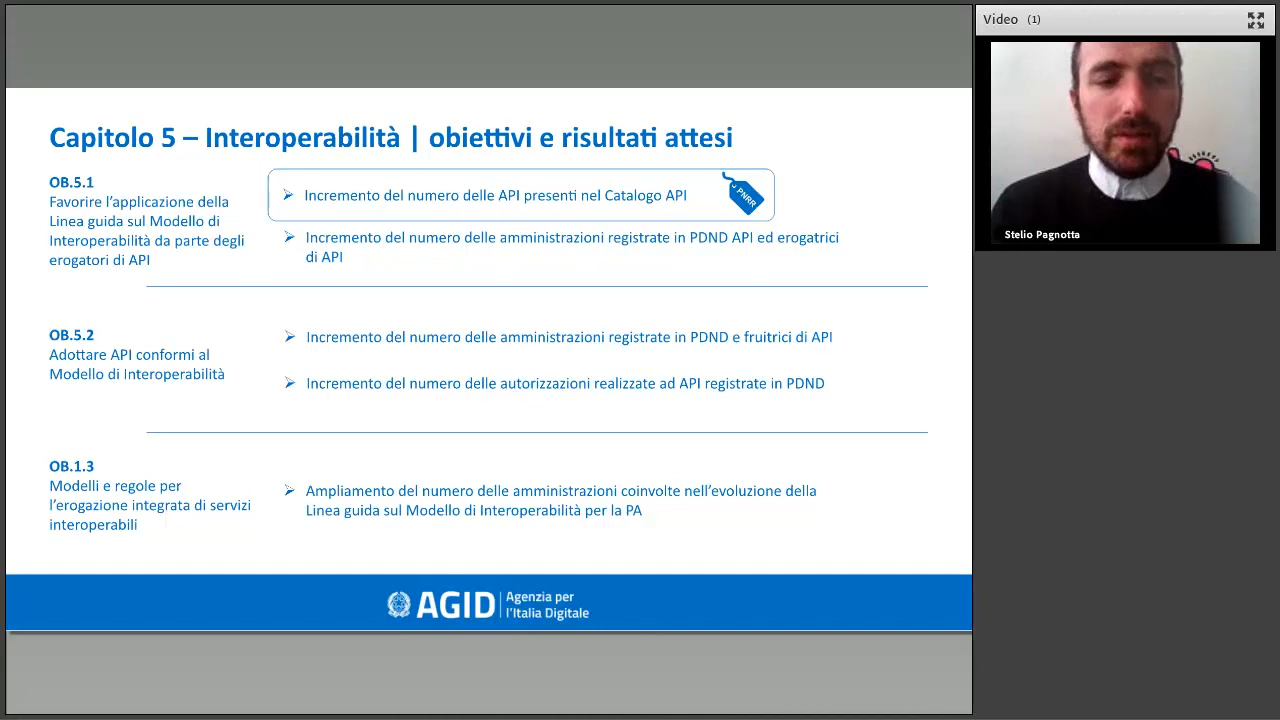 Capitolo 5 – Interoperabilità | obiettivi e risultati attesi
OB.5.1
Favorire l'applicazione della
Linea guida sul Modello di
Interoperabilità da parte degli
erogatori di API
➢ Incremento del numero delle API presenti nel Catalogo API
PNRR
➢ Incremento del numero delle amministrazioni registrate in PDND API ed erogatrici
di API
OB.5.2
Adottare API conformi al
Modello di Interoperabilità
➢ Incremento del numero delle amministrazioni registrate in PDND e fruitrici di API
➢ Incremento del numero delle autorizzazioni realizzate ad API registrate in PDND
OB.1.3
Modelli e regole per
l'erogazione integrata di servizi
interoperabili
➢ Ampliamento del numero delle amministrazioni coinvolte nell'evoluzione della
Linea guida sul Modello di Interoperabilità per la PA
AGID
Agenzia per
l'Italia Digitale
Video (1)
Stelio Pagnotta